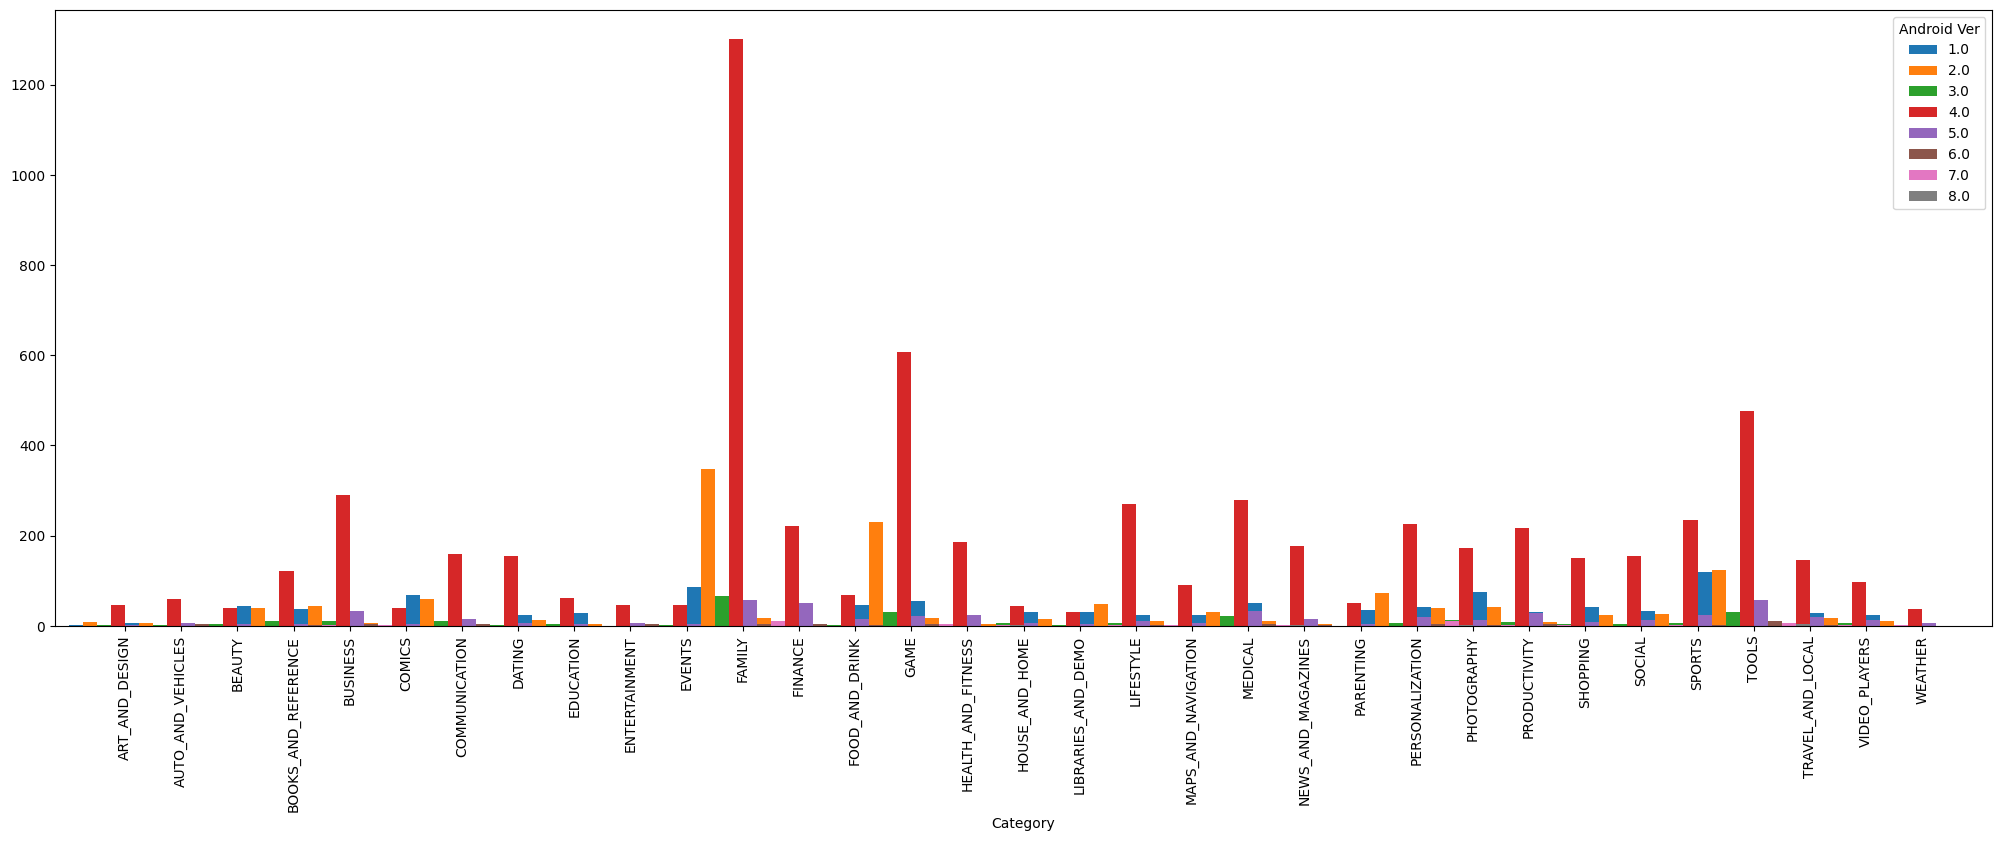 Android Ver
1.0
2.0
3.0
4.0
5.0
6.0
7.0
8.0
1200
1000
800
600
400
200
0
ART_AND_DESIGN
AUTO_AND_VEHICLES
BEAUTY
BOOKS_AND_REFERENCE
BUSINESS
COMICS
COMMUNICATION
DATING
EDUCATION
ENTERTAINMENT
EVENTS
FAMILY
FINANCE
FOOD_AND_DRINK
GAME
HEALTH_AND_FITNESS
HOUSE_AND_HOME
LIBRARIES_AND_DEMO
LIFESTYLE
MAPS_AND_NAVIGATION
MEDICAL
NEWS_AND_MAGAZINES
PARENTING
PERSONALIZATION
PHOTOGRAPHY
PRODUCTIVITY
SHOPPING
SOCIAL
SPORTS
TOOLS
TRAVEL_AND_LOCAL
VIDEO_PLAYERS
WEATHER
Category